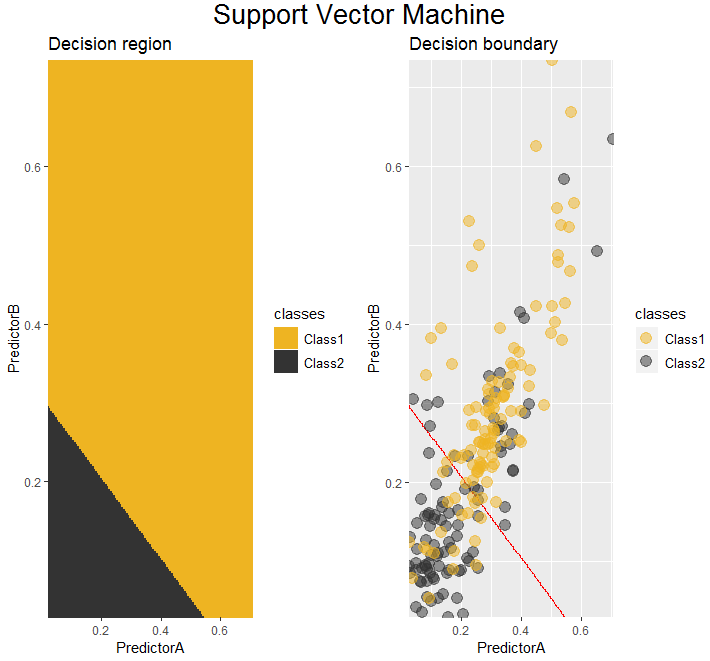 Support Vector Machine
Decision region
PredictorB
0.6
0.4
0.2
0.2 0.4 0.6
PredictorA
classes
Class1
Class2
Decision boundary
PredictorB
0.6
0.4
0.2
0.2 0.4 0.6
PredictorA
classes
Class1
Class2